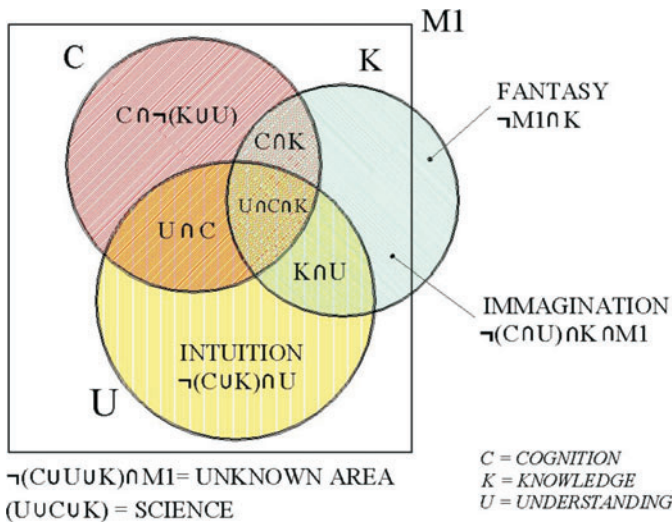 M1
C
K
C∩¬(K∪U)
C∩K
FANTASY
¬M1∩K
U∩C
U∩C∩K
K∩U
IMMAGINATION
¬(C∩U)∩K∩M1
INTUITION
¬(C∪K)∩U
U
¬(C∪U∪K)∩M1= UNKNOWN AREA
(U∪C∪K) = SCIENCE
C = COGNITION
K = KNOWLEDGE
U = UNDERSTANDING